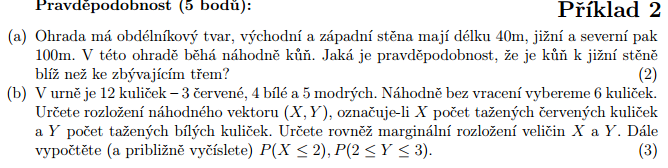 Pravděpodobnost (5 bodů):
Příklad 2
(a) Ohrada má obdélníkový tvar, východní a západní stěna mají délku 40m, jižní a severní pak
100m. V této ohradě běhá náhodně kůň. Jaká je pravděpodobnost, že je kůň k jižní stěně
blíž než ke zbývajícím třem? (2)
(b) V urně je 12 kuliček – 3 červené, 4 bílé a 5 modrých. Náhodně bez vracení vybereme 6 kuliček.
Určete rozložení náhodného vektoru (X, Y), označuje-li X počet tažených červených kuliček
a Y počet tažených bílých kuliček. Určete rovněž marginální rozložení veličin X a Y. Dále
vypočtěte (a približně vyčíslete) P(X ≤ 2), P(2 ≤ Y ≤ 3). (3)